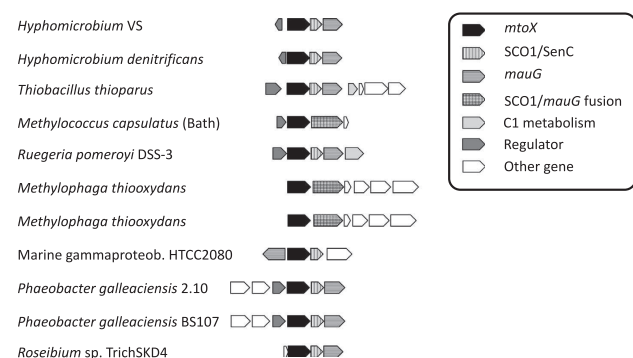 Hyphomicrobium VS
Hyphomicrobium denitrificans
Thiobacillus thioparus
Methylococcus capsulatus (Bath)
Ruegeria pomeroyi DSS-3
Methylophaga thiooxydans
Methylophaga thiooxydans
Marine gammaproteob. HTCC2080
Phaeobacter galleaciensis 2.10
Phaeobacter galleaciensis BS107
Roseibium sp. TrichSKD4
mtoX
SCO1/SenC
mauG
SCO1/mauG fusion
C1 metabolism
Regulator
Other gene